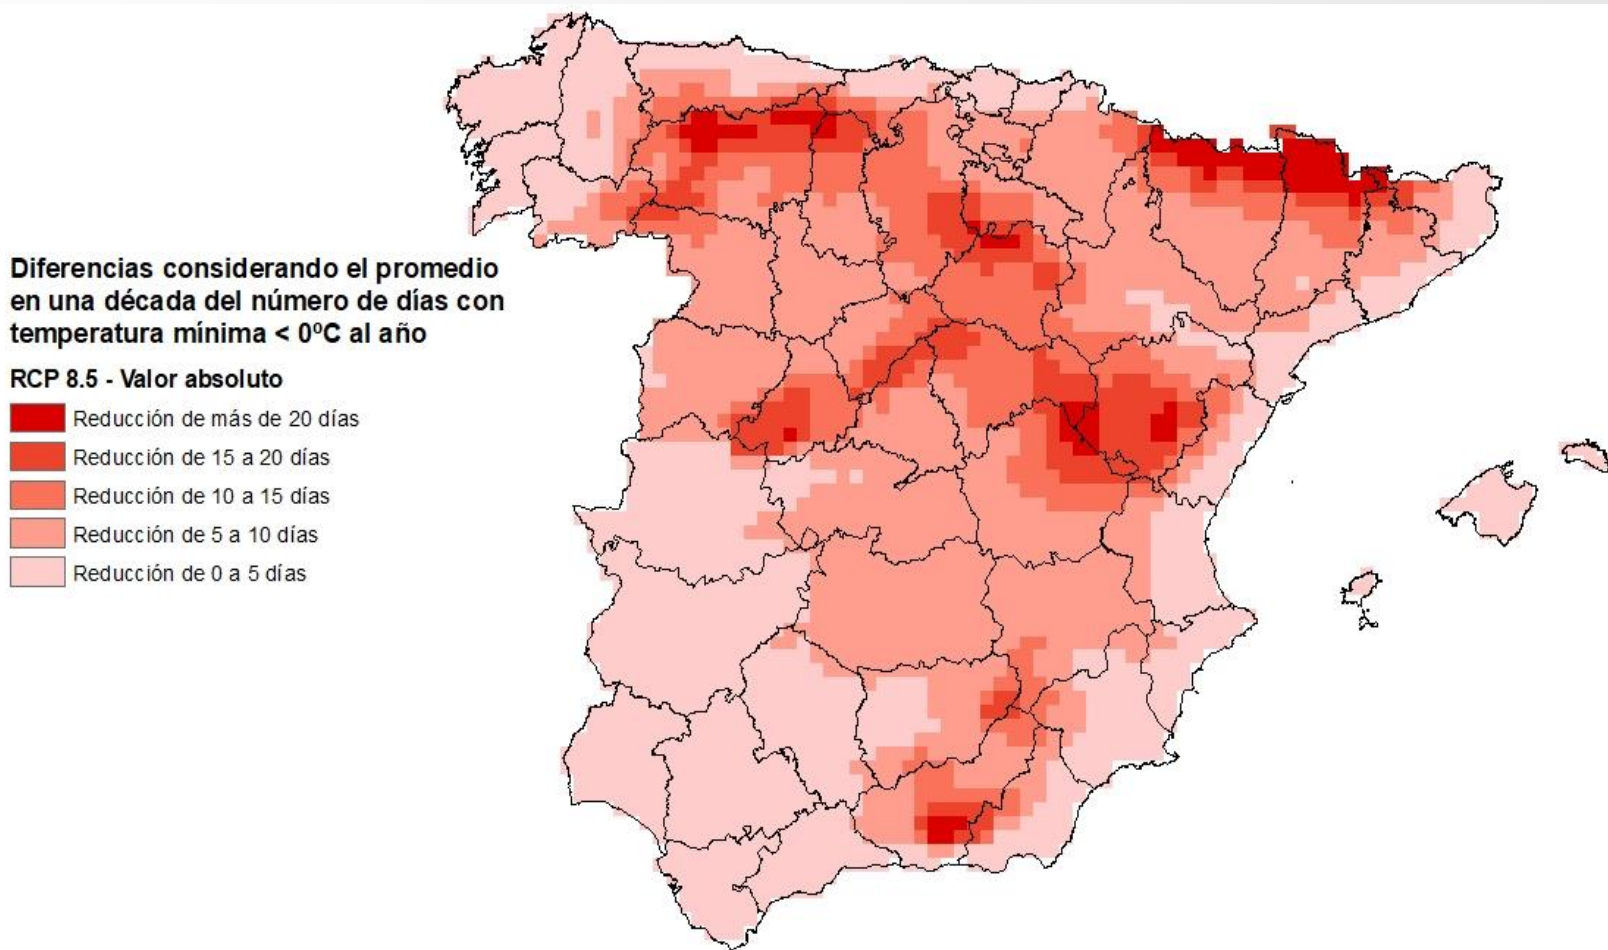 Diferencias considerando el promedio
en una década del número de días con
temperatura mínima < 0ºC al año
RCP 8.5 - Valor absoluto
Reducción de más de 20 días
Reducción de 15 a 20 días
Reducción de 10 a 15 días
Reducción de 5 a 10 días
Reducción de 0 a 5 días